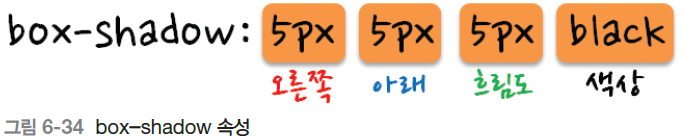 box-shadow: 5px 5px 5px black
오른쪽 아래 흐림도 색상
그림 6-34 box-shadow 속성